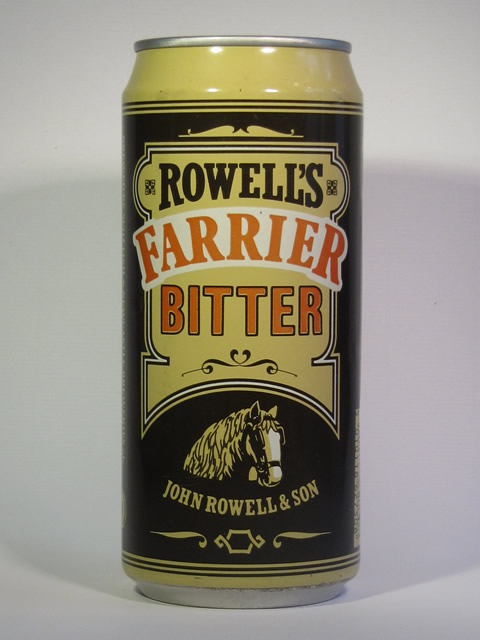 ROWELL'S
FARRIER
BITTER
JOHN ROWELL & SON